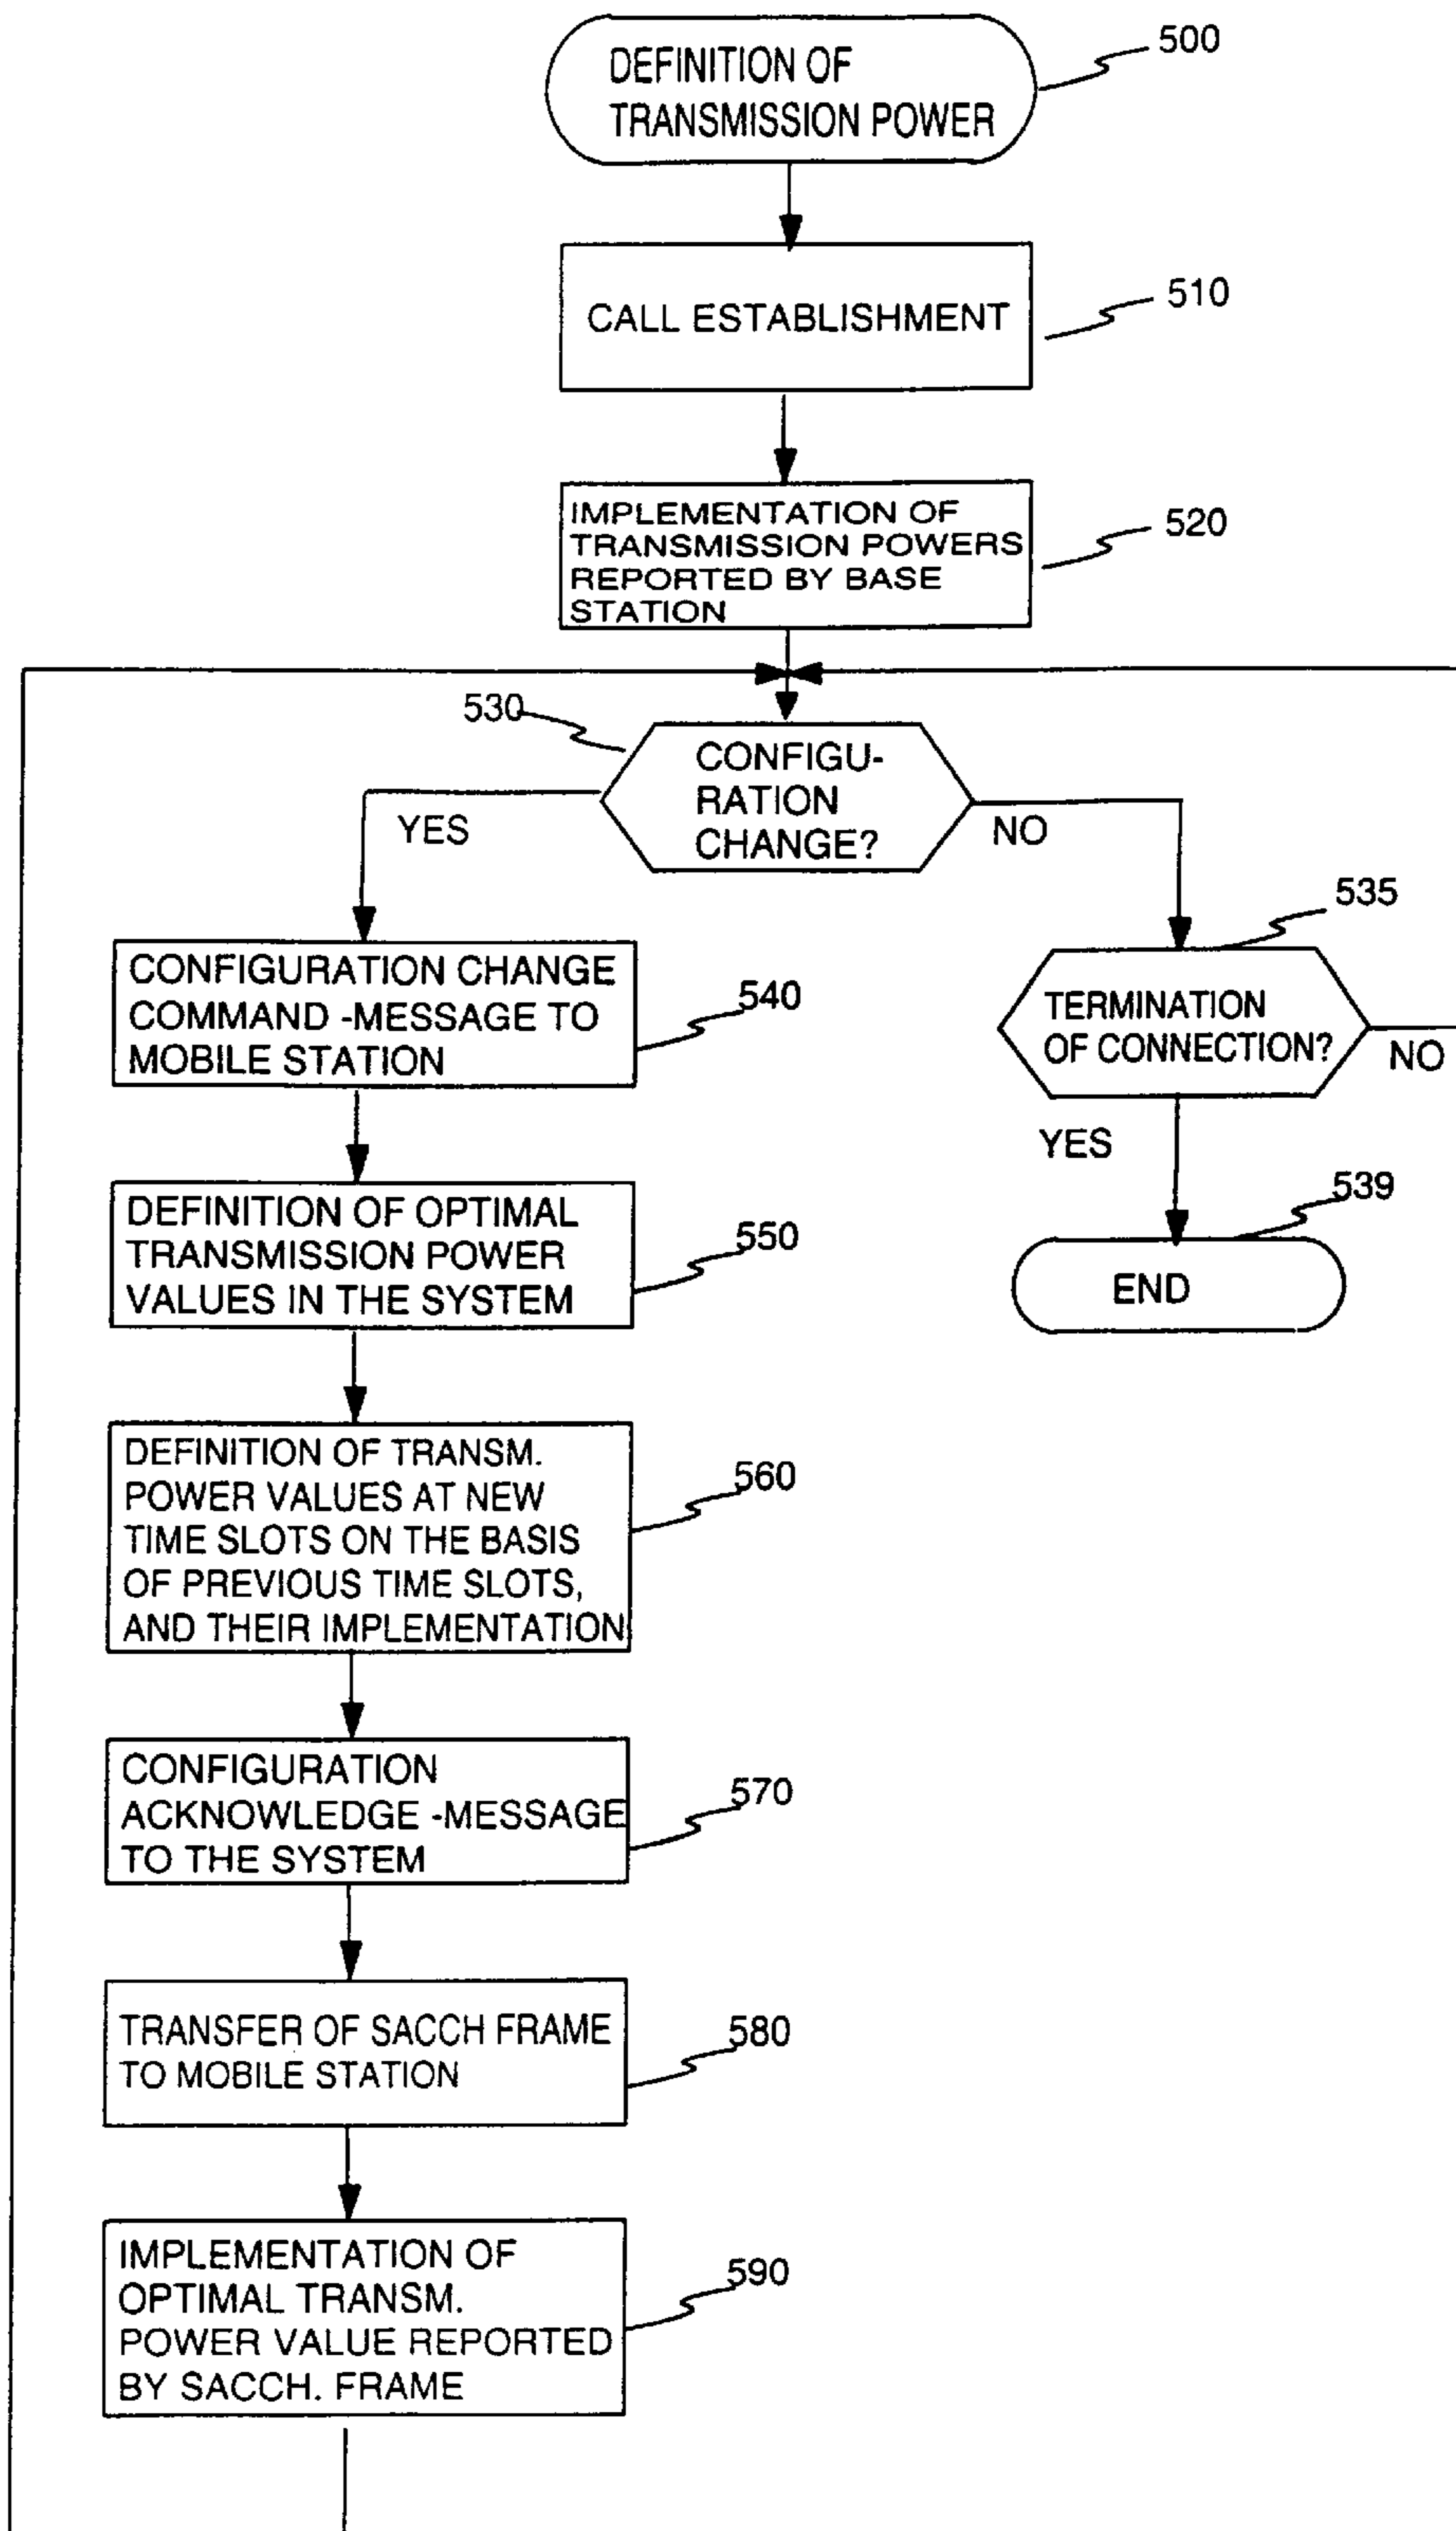 DEFINITION OF
TRANSMISSION POWER
500
CALL ESTABLISHMENT
510
IMPLEMENTATION OF
TRANSMISSION POWERS
REPORTED BY BASE
STATION
520
530
CONFIGU-
RATION
CHANGE?
YES
NO
535
CONFIGURATION CHANGE
COMMAND -MESSAGE TO
MOBILE STATION
540
TERMINATION
OF CONNECTION?
NO
YES
539
END
DEFINITION OF OPTIMAL
TRANSMISSION POWER
VALUES IN THE SYSTEM
550
DEFINITION OF TRANSM.
POWER VALUES AT NEW
TIME SLOTS ON THE BASIS
OF PREVIOUS TIME SLOTS,
AND THEIR IMPLEMENTATION
560
CONFIGURATION
ACKNOWLEDGE -MESSAGE
TO THE SYSTEM
570
TRANSFER OF SACCH FRAME
TO MOBILE STATION
580
IMPLEMENTATION OF
OPTIMAL TRANSM.
POWER VALUE REPORTED
BY SACCH. FRAME
590